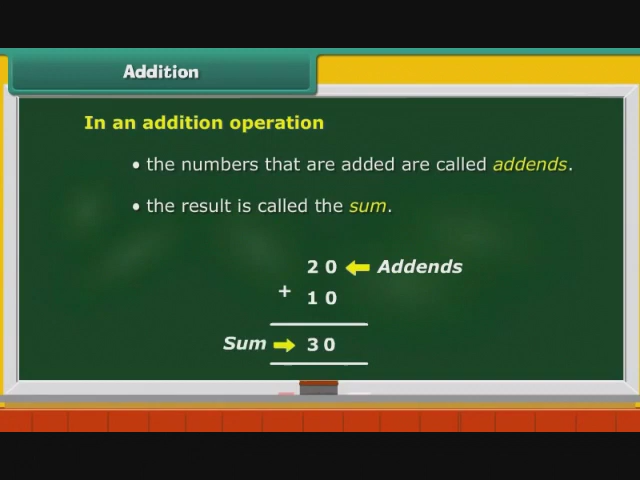 Addition
In an addition operation
• the numbers that are added are called addends.
• the result is called the sum.
20 Addends
+
10
Sum 30